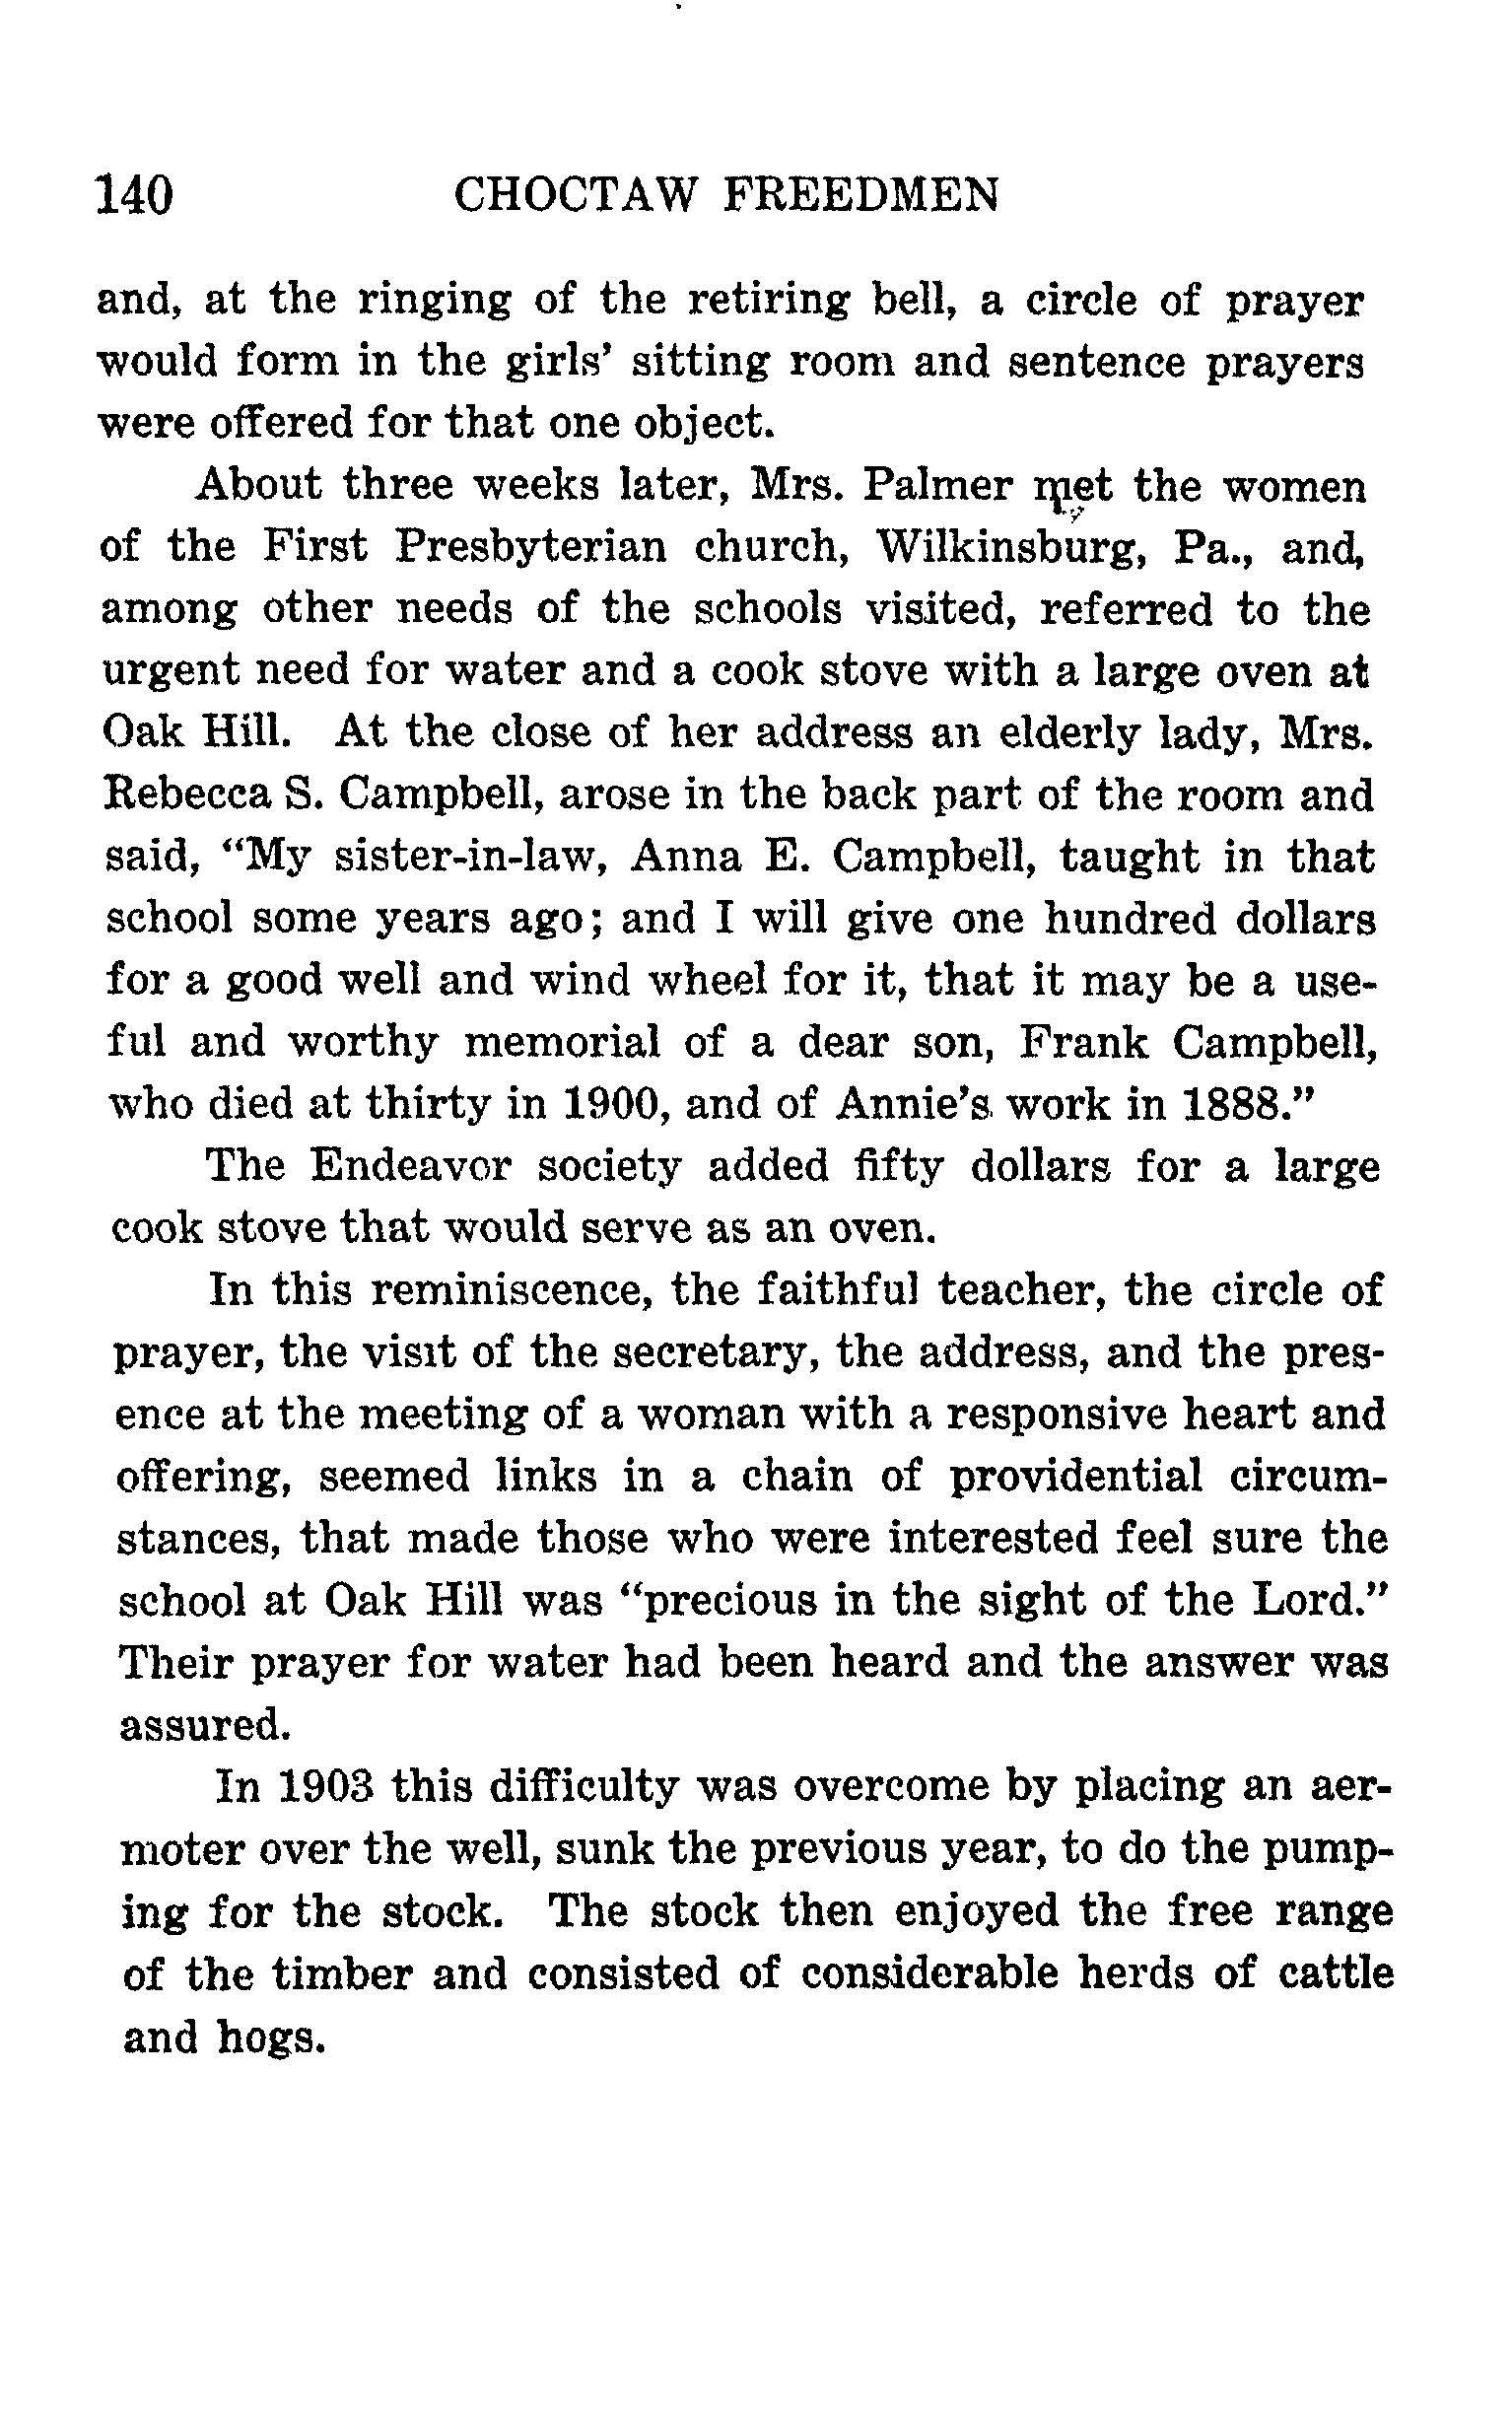 140 CHOCTAW FREEDMEN
and, at the ringing of the retiring bell, a circle of prayer
would form in the girls' sitting room and sentence prayers
were offered for that one object.
About three weeks later, Mrs. Palmer met the women
of the First Presbyterian church, Wilkinsburg, Pa., and,
among other needs of the schools visited, referred to the
urgent need for water and a cook stove with a large oven at
Oak Hill. At the close of her address an elderly lady, Mrs.
Rebecca S. Campbell, arose in the back part of the room and
said, "My sister-in-law, Anna E. Campbell, taught in that
school some years ago; and I will give one hundred dollars
for a good well and wind wheel for it, that it may be a use-
ful and worthy memorial of a dear son, Frank Campbell,
who died at thirty in 1900, and of Annie's work in 1888."
The Endeavor society added fifty dollars for a large
cook stove that would serve as an oven.
In this reminiscence, the faithful teacher, the circle of
prayer, the visit of the secretary, the address, and the pres-
ence at the meeting of a woman with a responsive heart and
offering, seemed links in a chain of providential circum-
stances, that made those who were interested feel sure the
school at Oak Hill was "precious in the sight of the Lord."
Their prayer for water had been heard and the answer was
assured.
In 1903 this difficulty was overcome by placing an aer-
moter over the well, sunk the previous year, to do the pump-
ing for the stock. The stock then enjoyed the free range
of the timber and consisted of considerable herds of cattle
and hogs.